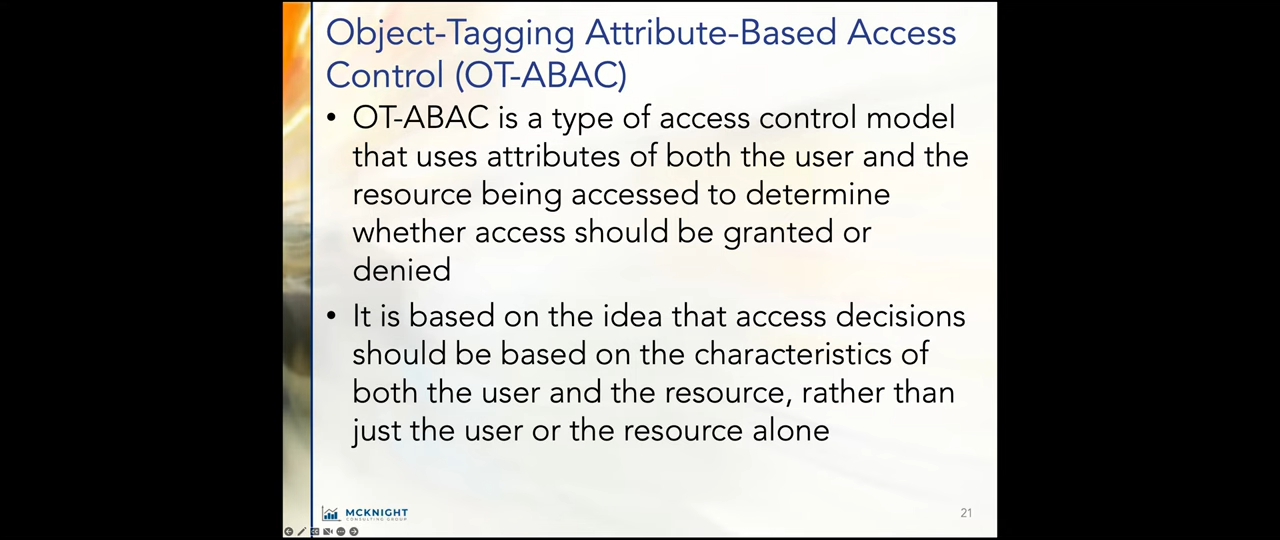 Object-Tagging Attribute-Based Access
Control (OT-ABAC)
• OT-ABAC is a type of access control model
that uses attributes of both the user and the
resource being accessed to determine
whether access should be granted or
denied
• It is based on the idea that access decisions
should be based on the characteristics of
both the user and the resource, rather than
just the user or the resource alone
MCKNIGHT
CONSULTING GROUP
21